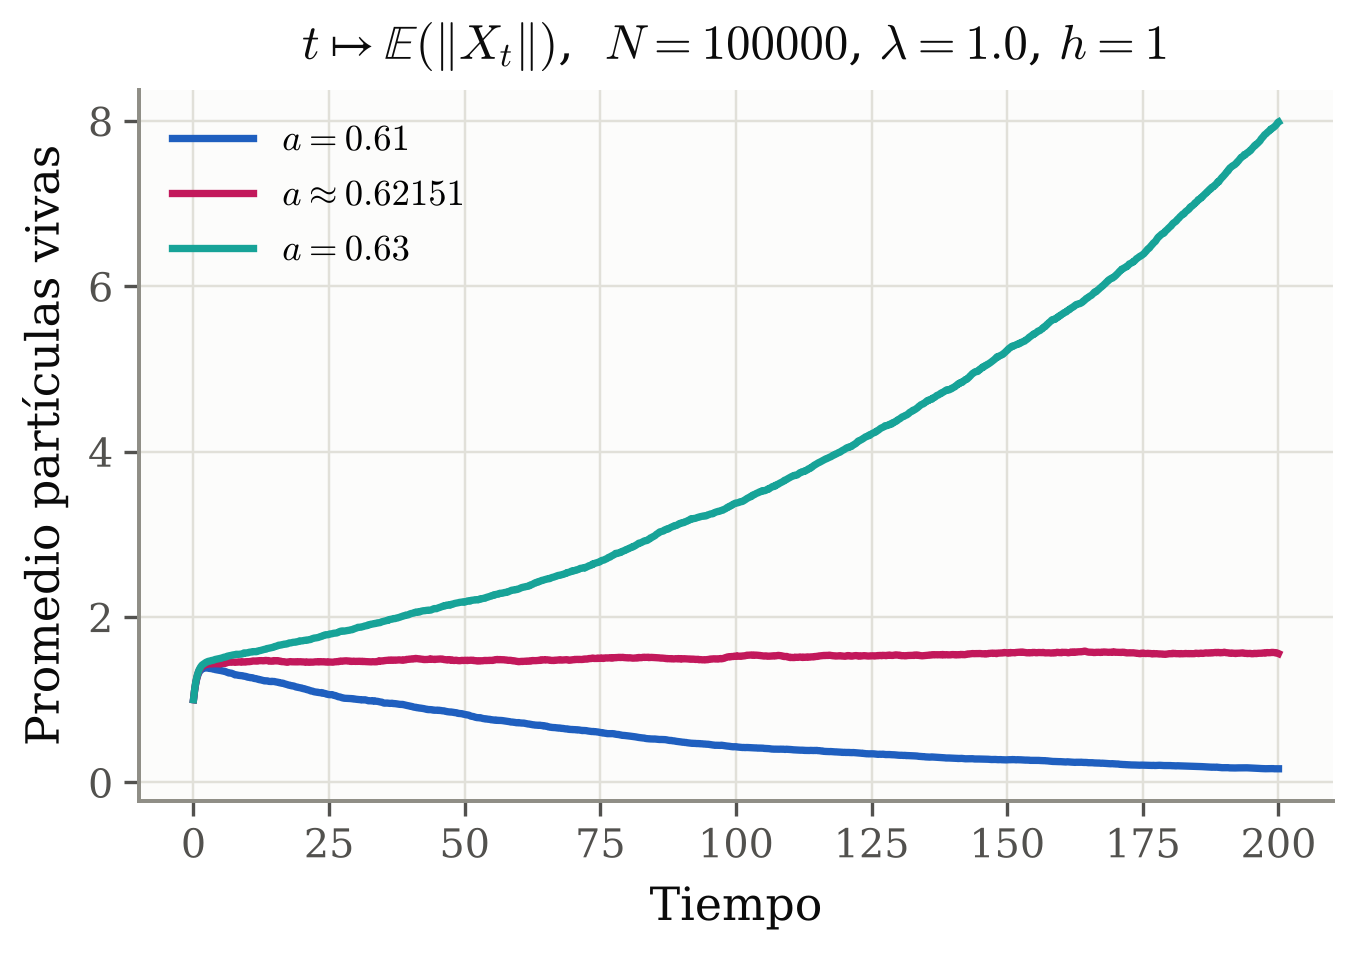 t ↦ 𝔼(‖X_t‖),  N = 100000, λ = 1.0, h = 1
a = 0.61
a ≈ 0.62151
a = 0.63
Promedio partículas vivas
8
6
4
2
0
0 25 50 75 100 125 150 175 200
Tiempo